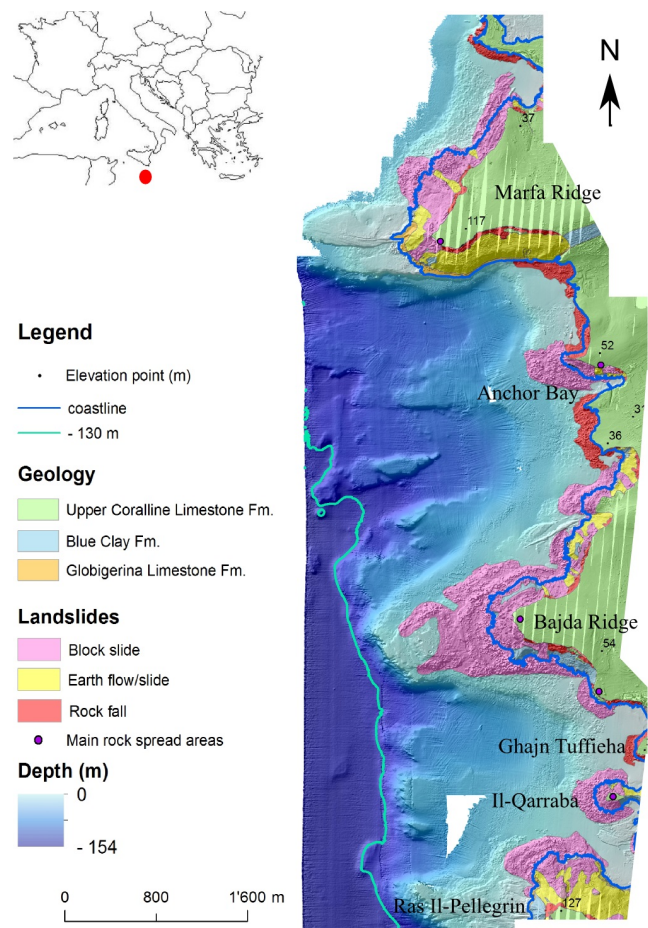 N
37
Marfa Ridge
117
Legend
Elevation point (m)
52
coastline
Anchor Bay
- 130 m
31
36
Geology
Upper Coralline Limestone Fm.
Blue Clay Fm.
Globigerina Limestone Fm.
Landslides
Block slide
Bajda Ridge
Earth flow/slide
54
Rock fall
Main rock spread areas
Ghajn Tuffieha
Depth (m)
0
Il-Qarraba
- 154
0 800 1'600 m
Ras Il-Pellegrin
127